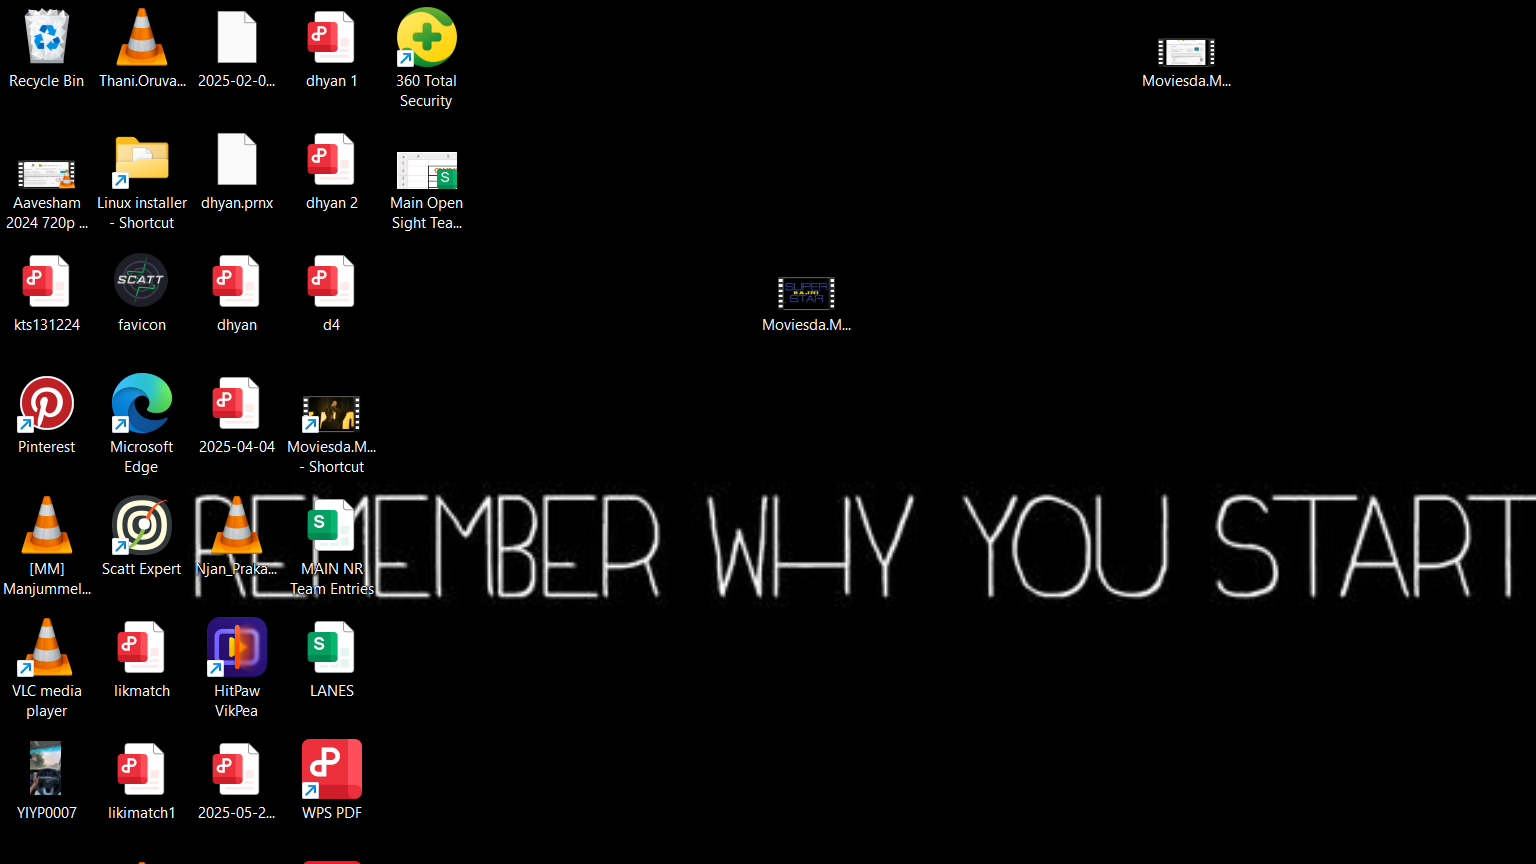 Recycle Bin
Thani.Oruva...
2025-02-0...
dhyan 1
360 Total
Security
Moviesda.M...
Aavesham
2024 720p ...
Linux installer
- Shortcut
dhyan.prnx
dhyan 2
Main Open
Sight Tea...
kts131224
SCATT
favicon
dhyan
d4
SUPER
STAR
Moviesda.M...
Pinterest
Microsoft
Edge
2025-04-04
Moviesda.M...
- Shortcut
REMEMBER WHY YOU START
[MM]
Manjummel...
Scatt Expert
Njan_Praka...
MAIN NR
Team Entries
VLC media
player
likmatch
HitPaw
VikPea
LANES
YIYP0007
likimatch1
2025-05-2...
WPS PDF